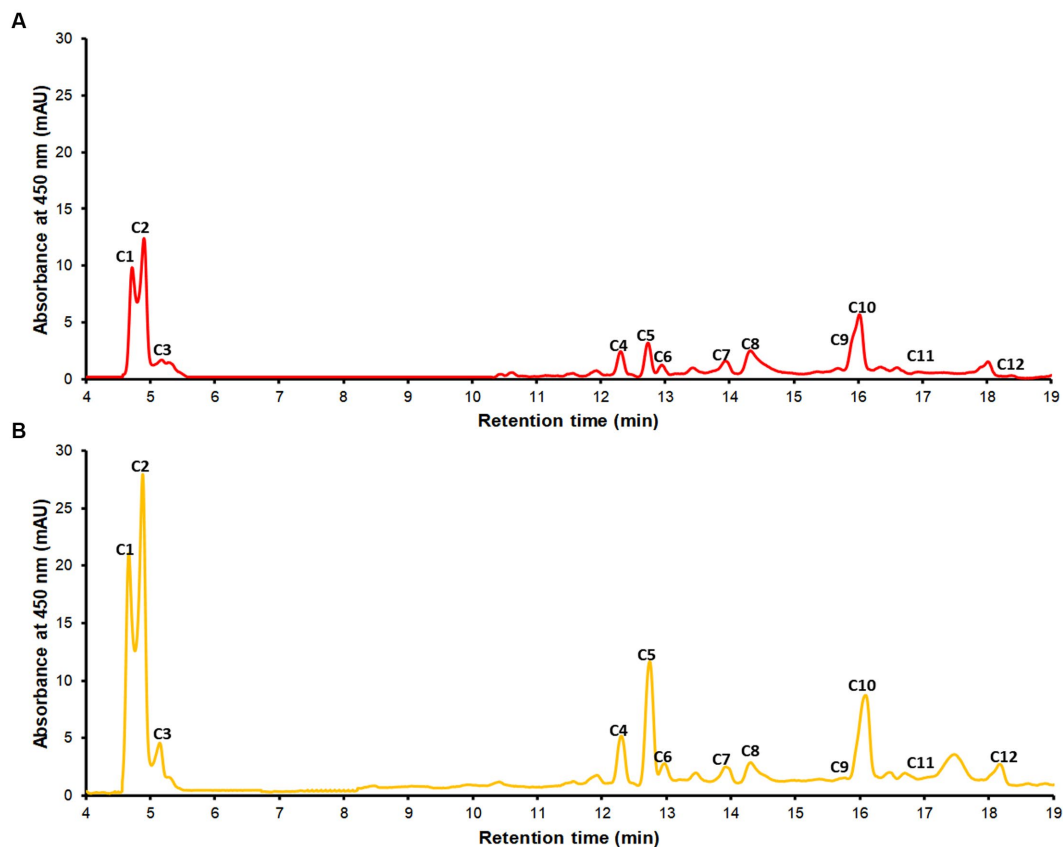 A
30
25
20
15
10
5
0
Absorbance at 450 nm (mAU)
C1
C2
C3
C4
C5
C6
C7
C8
C9
C10
C11
C12
4 5 6 7 8 9 10 11 12 13 14 15 16 17 18 19
Retention time (min)
B
30
25
20
15
10
5
0
Absorbance at 450 nm (mAU)
C1
C2
C3
C4
C5
C6
C7
C8
C9
C10
C11
C12
4 5 6 7 8 9 10 11 12 13 14 15 16 17 18 19
Retention time (min)